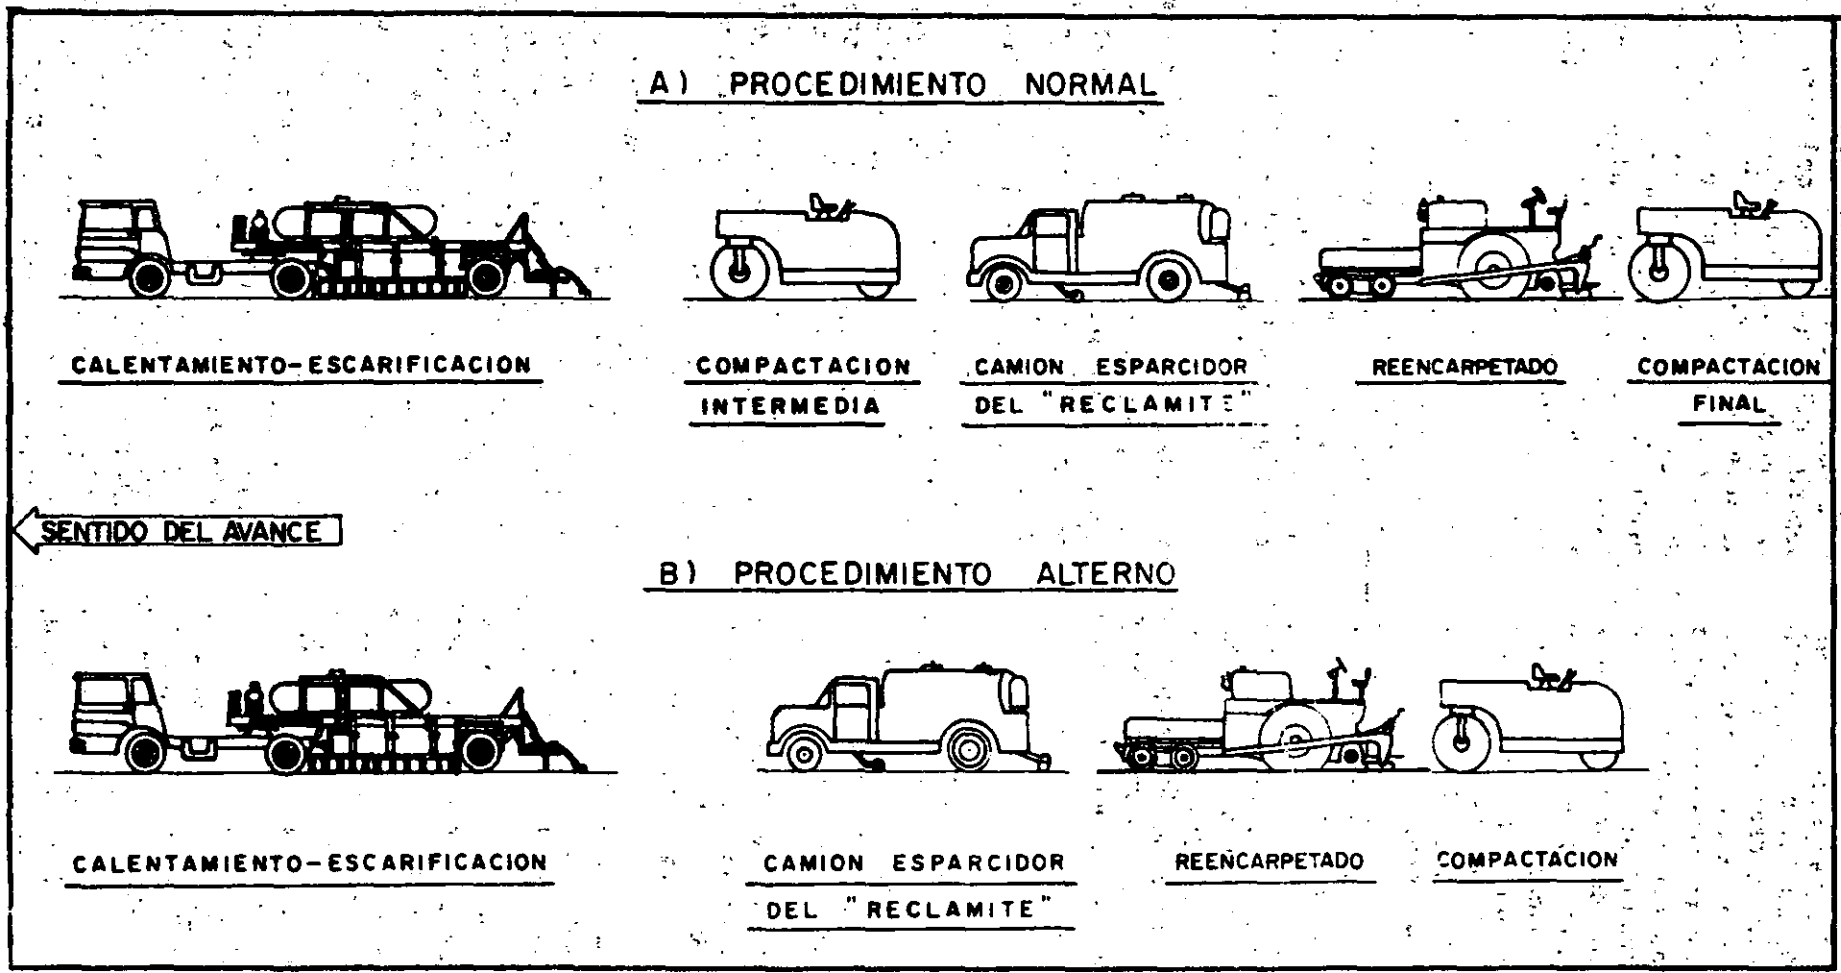 A) PROCEDIMIENTO NORMAL
CALENTAMIENTO-ESCARIFICACION
COMPACTACION
INTERMEDIA
CAMION ESPARCIDOR
DEL "RECLAMITE"
REENCARPETADO
COMPACTACION
FINAL
SENTIDO DEL AVANCE
B) PROCEDIMIENTO ALTERNO
CALENTAMIENTO-ESCARIFICACION
CAMION ESPARCIDOR
DEL "RECLAMITE"
REENCARPETADO
COMPACTACION